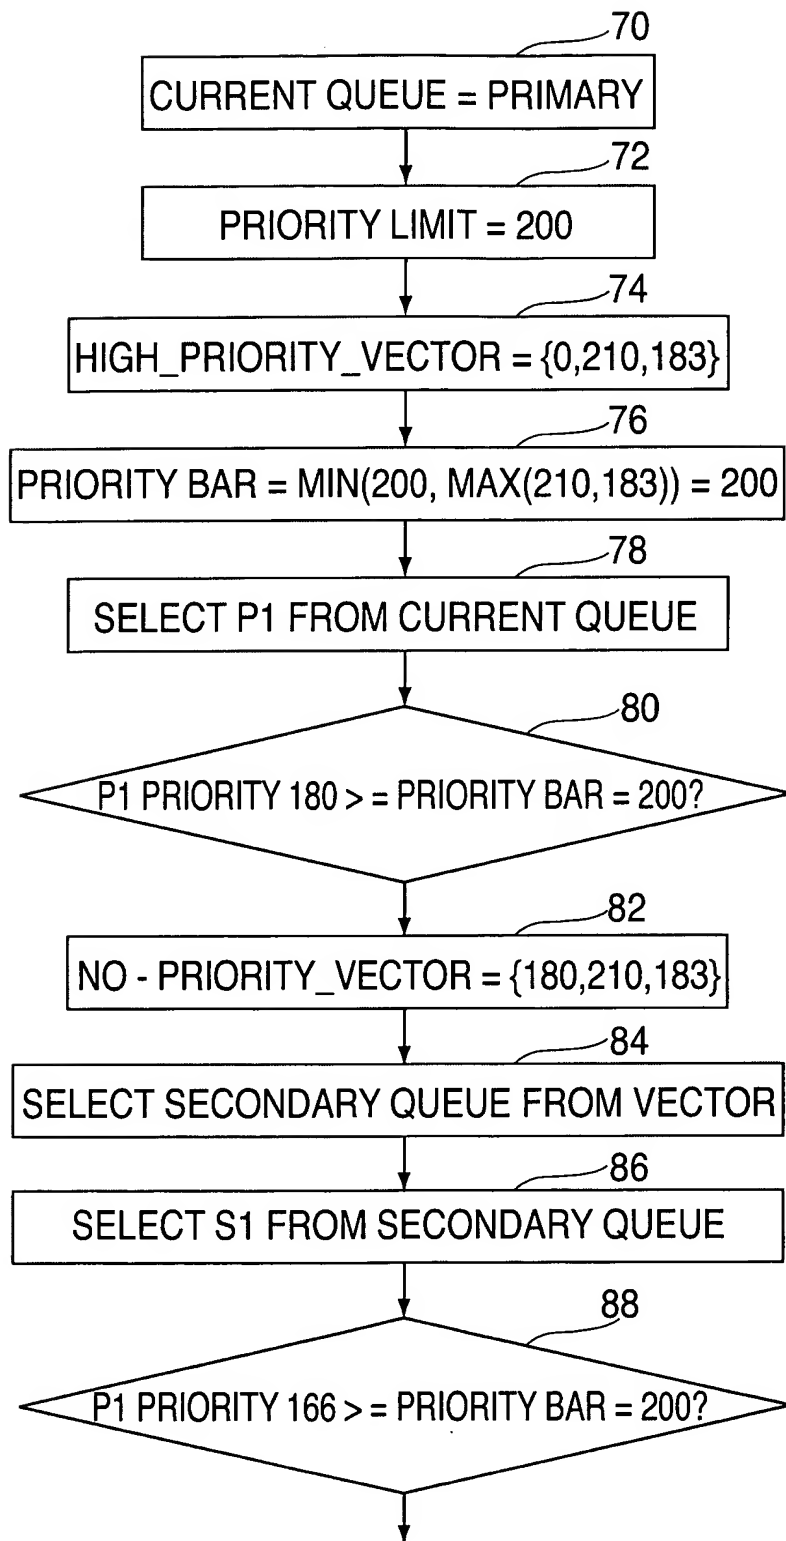 70
CURRENT QUEUE = PRIMARY
72
PRIORITY LIMIT = 200
74
HIGH_PRIORITY_VECTOR = {0,210,183}
76
PRIORITY BAR = MIN(200, MAX(210,183)) = 200
78
SELECT P1 FROM CURRENT QUEUE
80
P1 PRIORITY 180 > = PRIORITY BAR = 200?
82
NO - PRIORITY_VECTOR = {180,210,183}
84
SELECT SECONDARY QUEUE FROM VECTOR
86
SELECT S1 FROM SECONDARY QUEUE
88
P1 PRIORITY 166 > = PRIORITY BAR = 200?